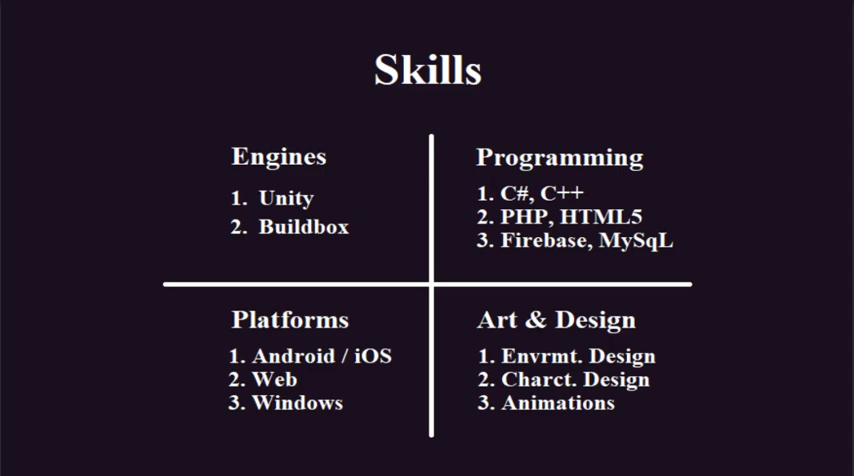 Skills
Engines
1. Unity
2. Buildbox
Programming
1. C#, C++
2. PHP, HTML5
3. Firebase, MySqL
Platforms
1. Android / iOS
2. Web
3. Windows
Art & Design
1. Envrmt. Design
2. Charct. Design
3. Animations